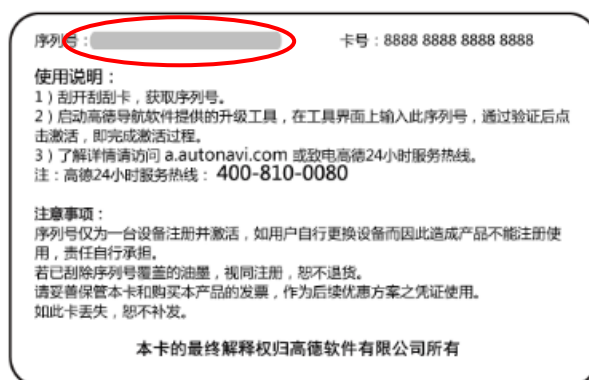 序列号：
卡号：8888 8888 8888 8888
使用说明：
1）刮开刮刮卡，获取序列号。
2）启动高德导航软件提供的升级工具，在工具界面上输入此序列号，通过验证后点
击激活，即完成激活过程。
3）了解详情请访问 a.autonavi.com 或致电高德24小时服务热线。
注：高德24小时服务热线： 400-810-0080
注意事项：
序列号仅为一台设备注册并激活，如用户自行更换设备而因此造成产品不能注册使
用，责任自行承担。
若已刮除序列号覆盖的油墨，视同注册，恕不退货。
请妥善保管本卡和购买本产品的发票，作为后续优惠方案之凭证使用。
如此卡丢失，恕不补发。
本卡的最终解释权归高德软件有限公司所有